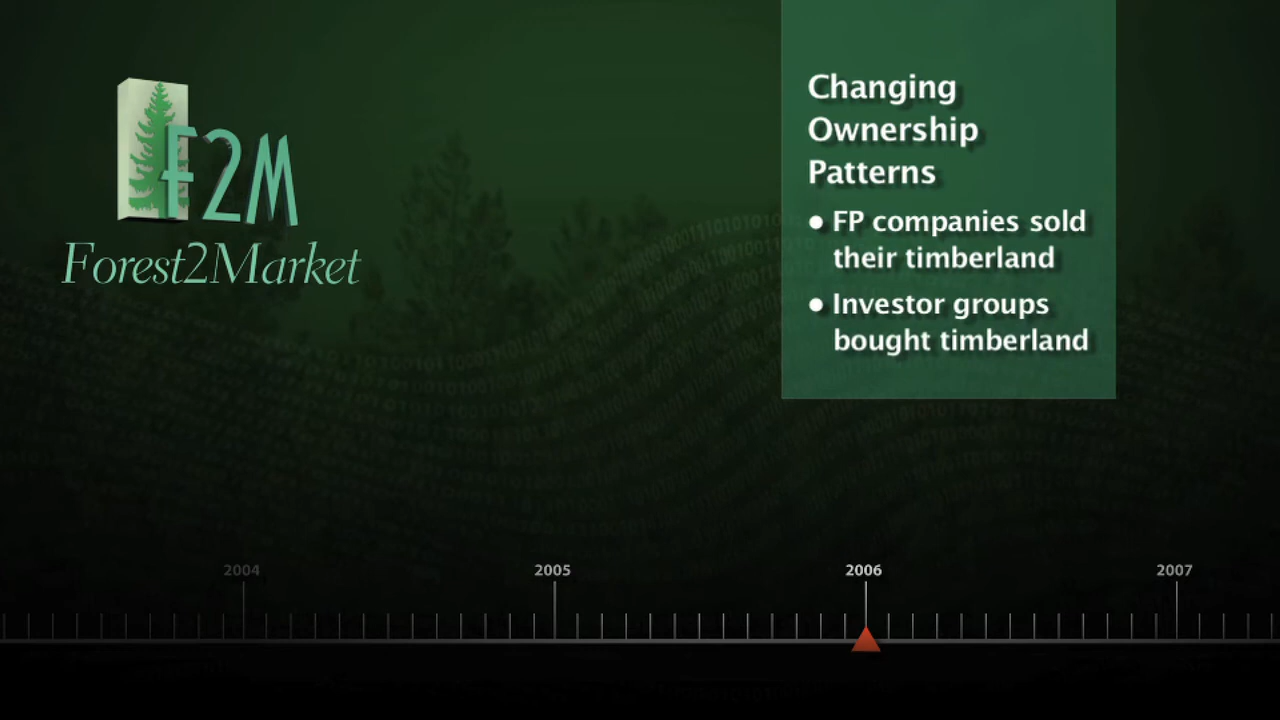 F2M
Forest2Market
Changing
Ownership
Patterns
• FP companies sold
their timberland
• Investor groups
bought timberland
2004
2005
2006
2007